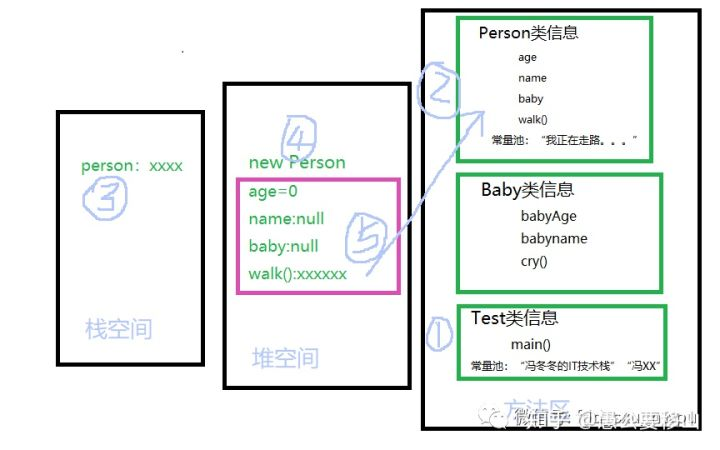 ③
person：xxxx
栈空间
④
new Person
age=0
name:null
baby:null
walk():xxxxxx
⑤
堆空间
②
Person类信息
age
name
baby
walk()
常量池：“我正在走路。。。”
Baby类信息
babyAge
babyname
cry()
①
Test类信息
main()
常量池：“冯冬冬的IT技术栈” “冯XX”
方法区